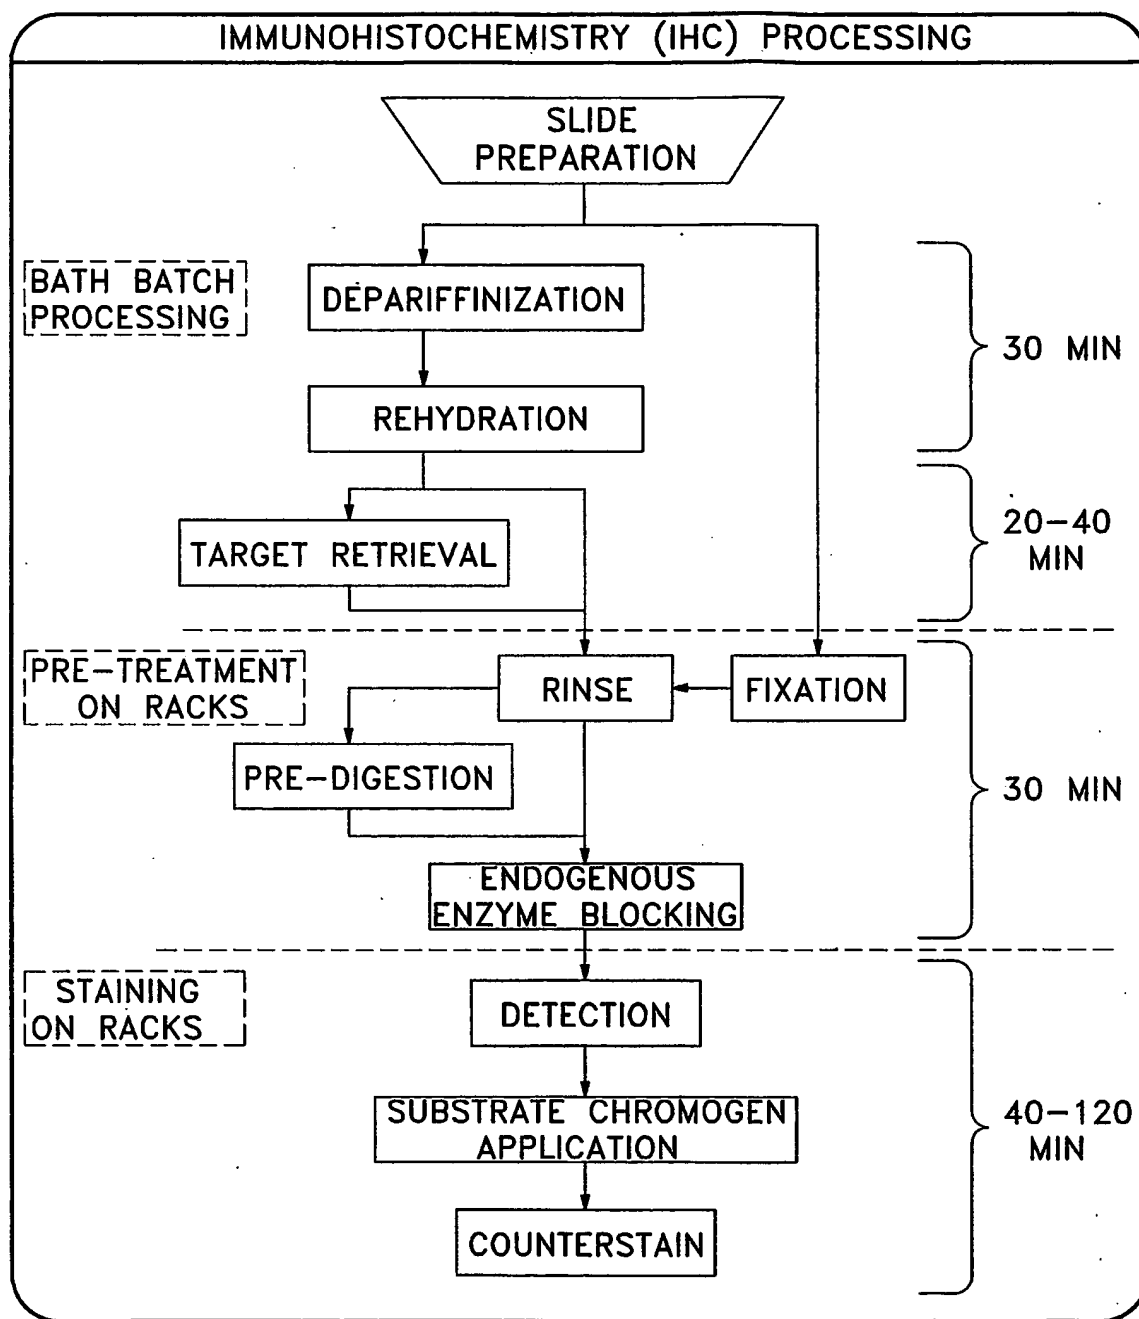 IMMUNOHISTOCHEMISTRY (IHC) PROCESSING
SLIDE
PREPARATION
BATH BATCH
PROCESSING
DEPARIFFINIZATION
30 MIN
REHYDRATION
TARGET RETRIEVAL
20-40
MIN
PRE-TREATMENT
ON RACKS
RINSE
FIXATION
PRE-DIGESTION
30 MIN
ENDOGENOUS
ENZYME BLOCKING
STAINING
ON RACKS
DETECTION
SUBSTRATE CHROMOGEN
APPLICATION
40-120
MIN
COUNTERSTAIN